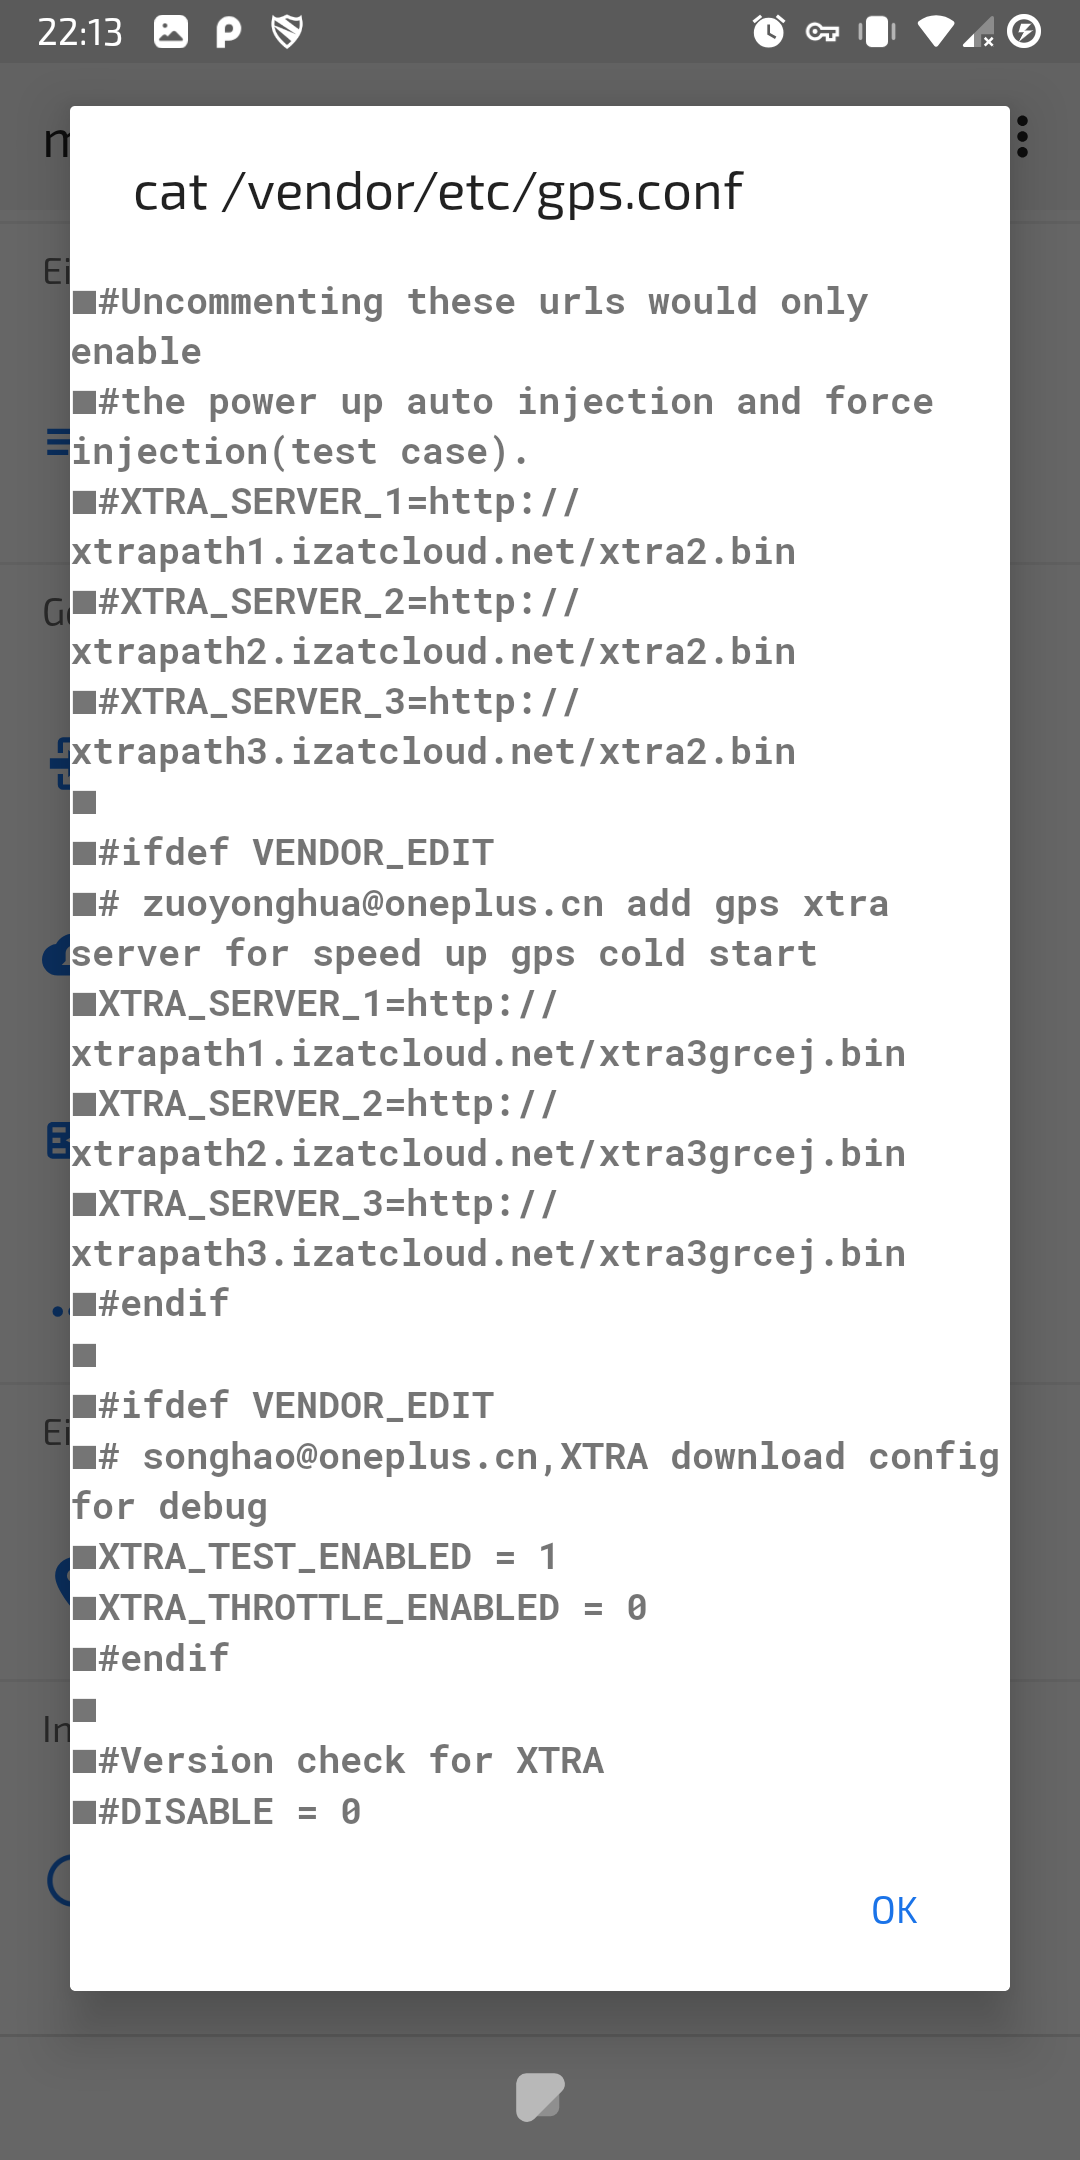 22:13
m
cat /vendor/etc/gps.conf
Ei
■#Uncommenting these urls would only
enable
■#the power up auto injection and force
injection(test case).
■#XTRA_SERVER_1=http://
xtrapath1.izatcloud.net/xtra2.bin
■#XTRA_SERVER_2=http://
Ge
xtrapath2.izatcloud.net/xtra2.bin
■#XTRA_SERVER_3=http://
xtrapath3.izatcloud.net/xtra2.bin
■
■#ifdef VENDOR_EDIT
■# zuoyonghua@oneplus.cn add gps xtra
server for speed up gps cold start
■XTRA_SERVER_1=http://
xtrapath1.izatcloud.net/xtra3grcej.bin
■XTRA_SERVER_2=http://
xtrapath2.izatcloud.net/xtra3grcej.bin
■XTRA_SERVER_3=http://
xtrapath3.izatcloud.net/xtra3grcej.bin
■#endif
■
■#ifdef VENDOR_EDIT
Ei
■# songhao@oneplus.cn,XTRA download config
for debug
■XTRA_TEST_ENABLED = 1
■XTRA_THROTTLE_ENABLED = 0
■#endif
■
In
■#Version check for XTRA
■#DISABLE = 0
OK